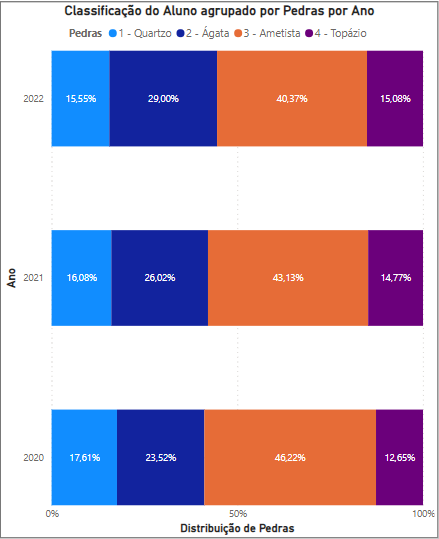 Classificação do Aluno agrupado por Pedras por Ano
Pedras 1 - Quartzo 2 - Ágata 3 - Ametista 4 - Topázio
2022 15,55% 29,00% 40,37% 15,08%
2021 16,08% 26,02% 43,13% 14,77%
2020 17,61% 23,52% 46,22% 12,65%
Ano
0% 50% 100%
Distribuição de Pedras